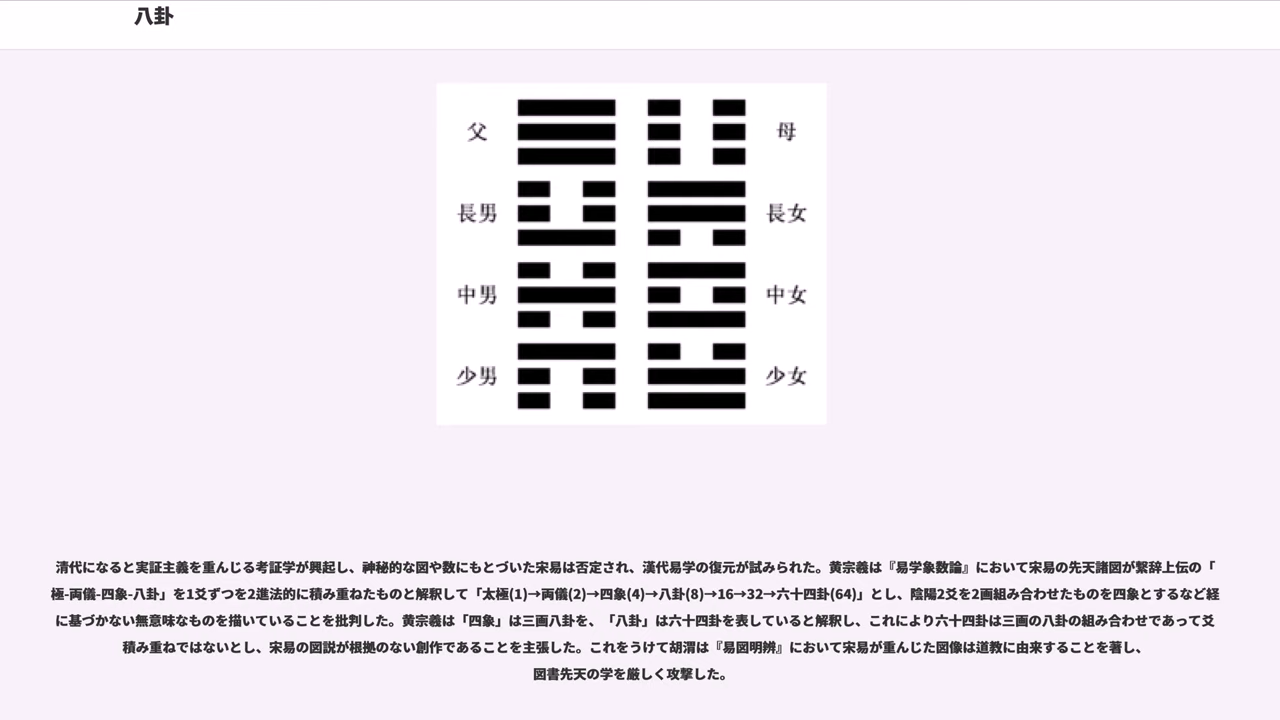 八卦
父 母
長男 長女
中男 中女
少男 少女
清代になると実証主義を重んじる考証学が興起し、神秘的な図や数にもとづいた宋易は否定され、漢代易学の復元が試みられた。黄宗羲は『易学象数論』において宋易の先天諸図が繋辞上伝の「
極-両儀-四象-八卦」を1爻ずつを2進法的に積み重ねたものと解釈して「太極(1)→両儀(2)→四象(4)→八卦(8)→16→32→六十四卦(64)」とし、陰陽2爻を2画組み合わせたものを四象とするなど経
に基づかない無意味なものを描いていることを批判した。黄宗羲は「四象」は三画八卦を、「八卦」は六十四卦を表していると解釈し、これにより六十四卦は三画の八卦の組み合わせであって爻
積み重ねではないとし、宋易の図説が根拠のない創作であることを主張した。これをうけて胡渭は『易図明辨』において宋易が重んじた図像は道教に由来することを著し、
図書先天の学を厳しく攻撃した。